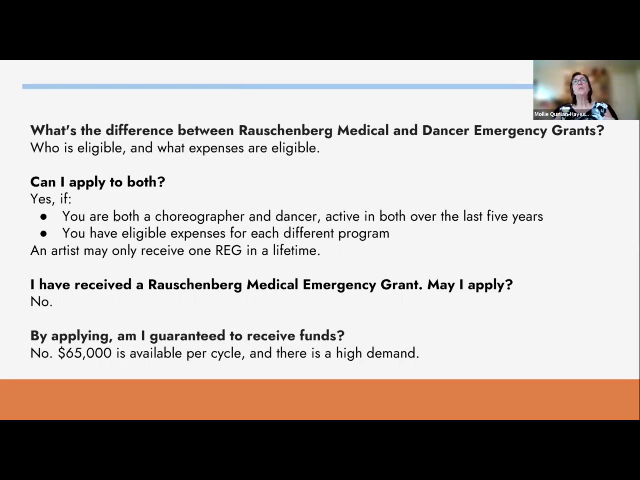 What's the difference between Rauschenberg Medical and Dancer Emergency Grants?
Who is eligible, and what expenses are eligible.
Can I apply to both?
Yes, if:
● You are both a choreographer and dancer, active in both over the last five years
● You have eligible expenses for each different program
An artist may only receive one REG in a lifetime.
I have received a Rauschenberg Medical Emergency Grant. May I apply?
No.
By applying, am I guaranteed to receive funds?
No. $65,000 is available per cycle, and there is a high demand.
Mollie